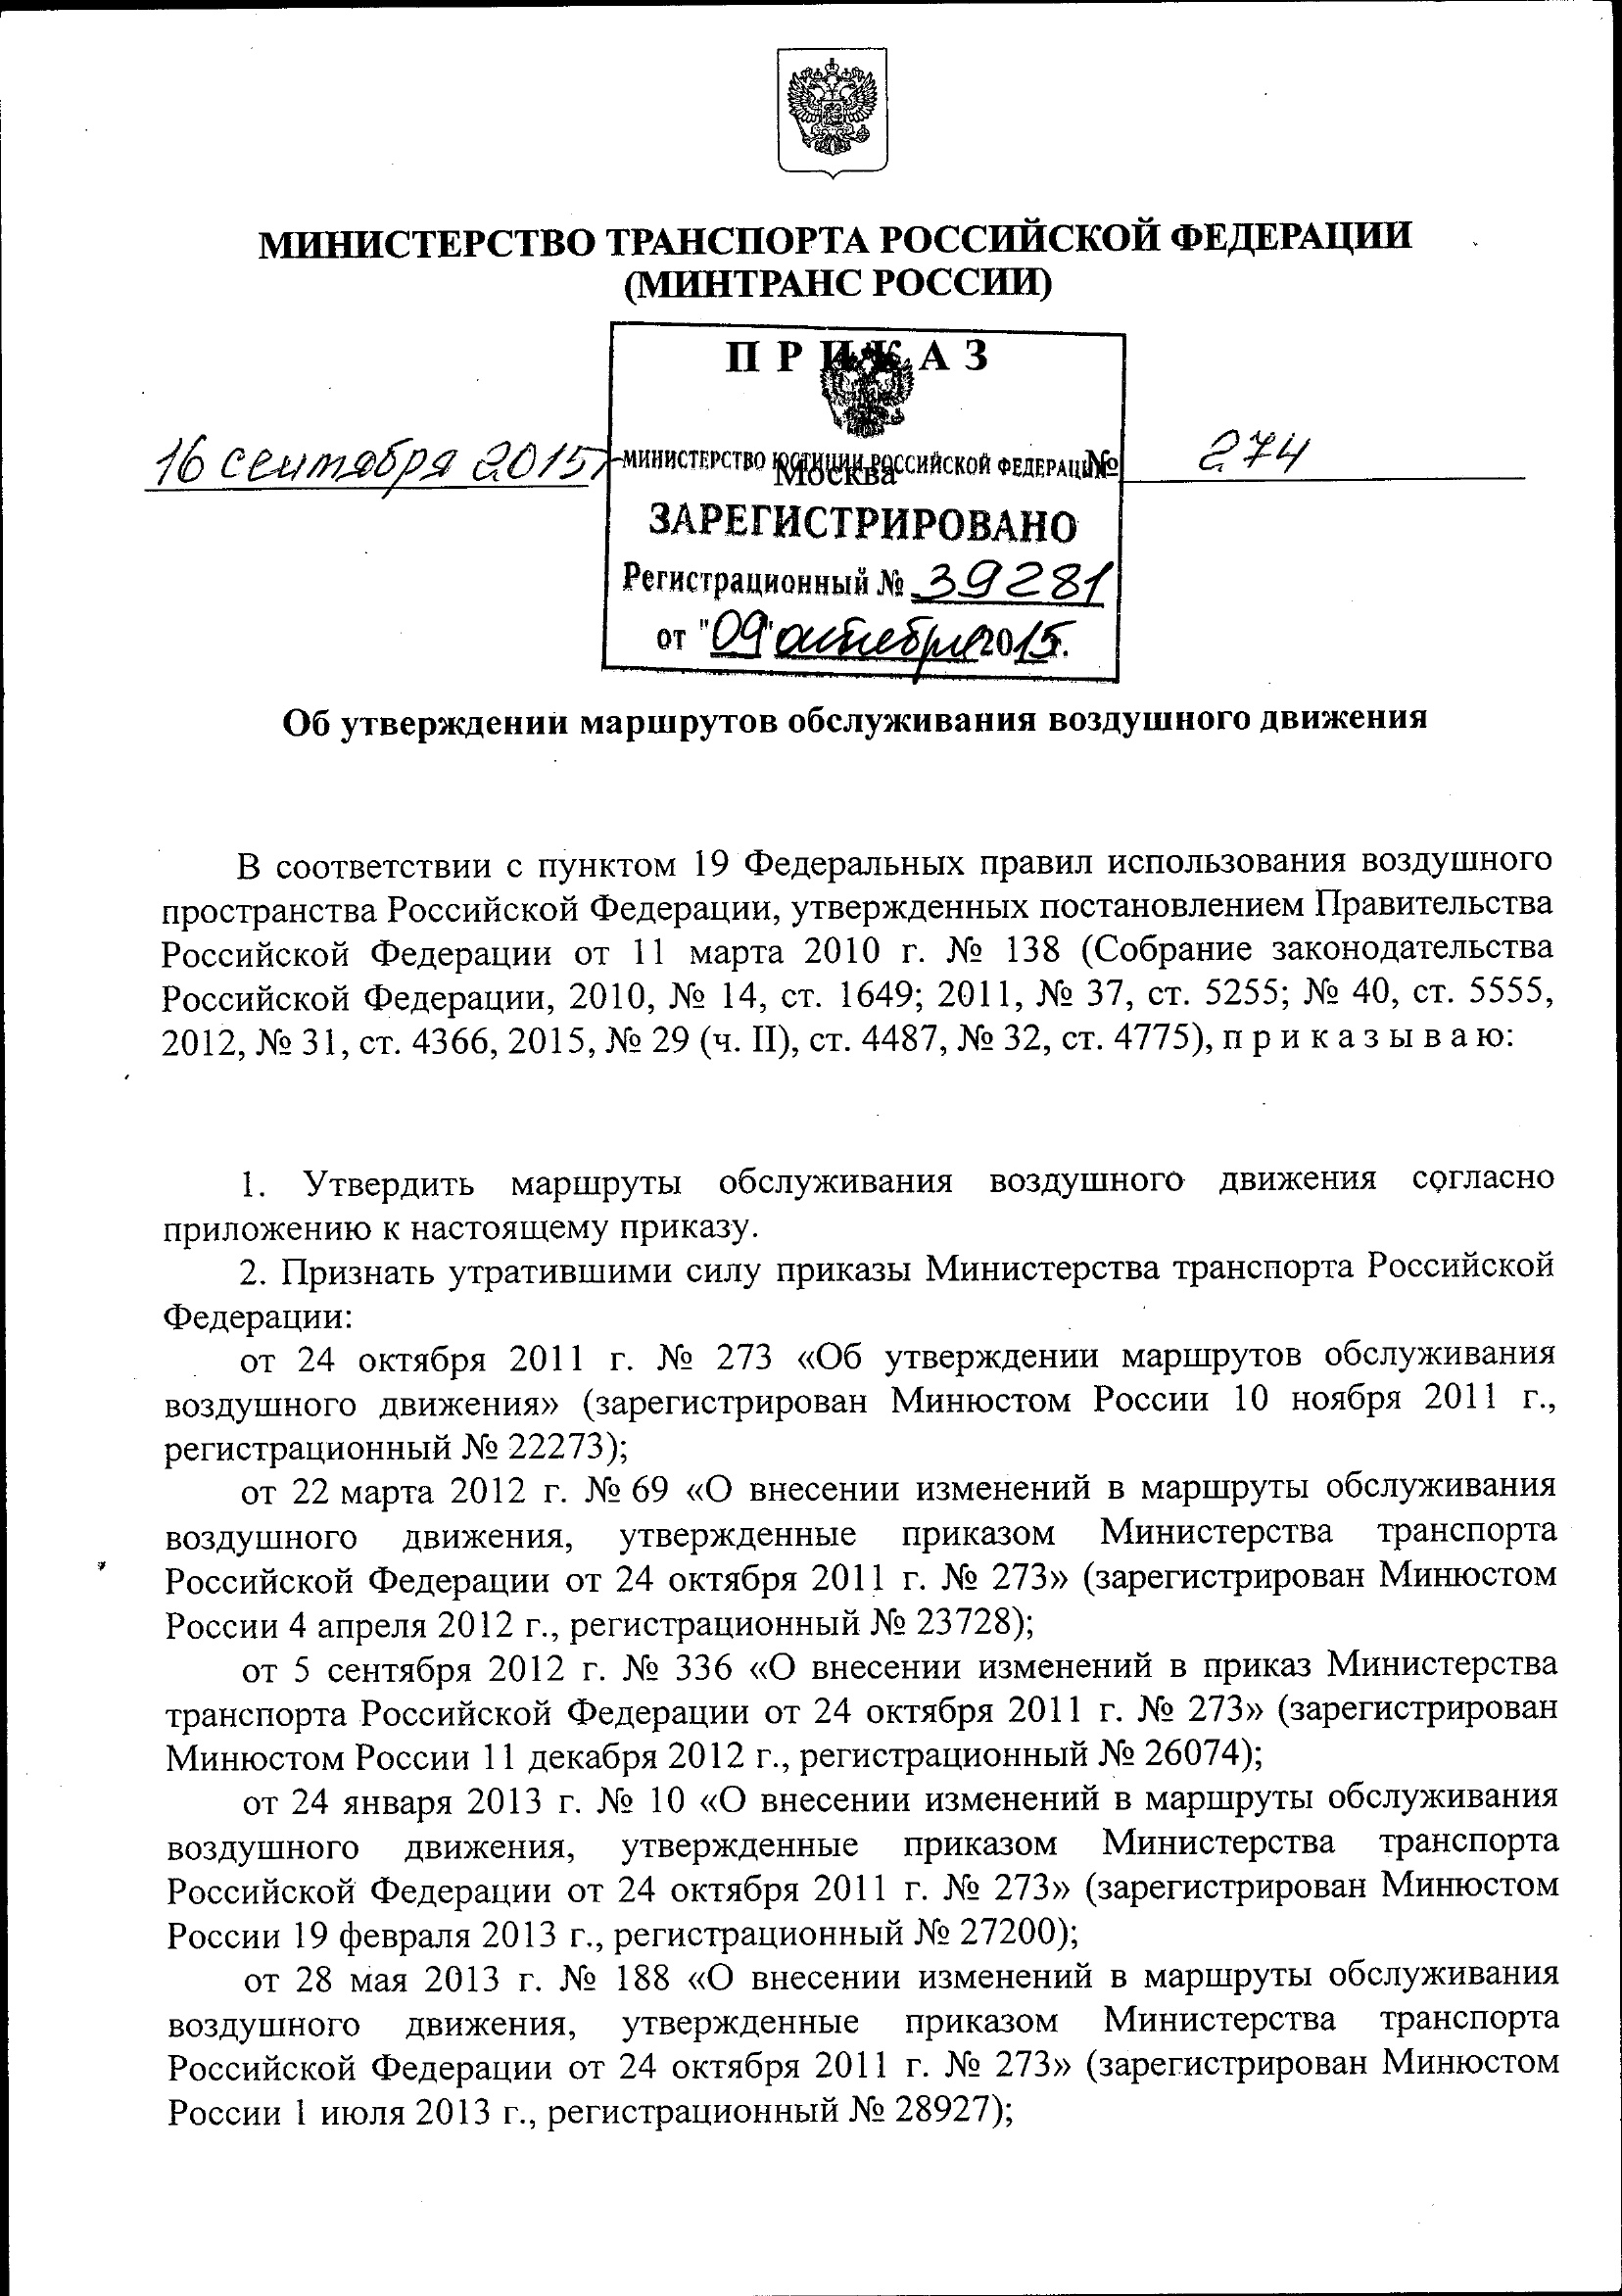 МИНИСТЕРСТВО ТРАНСПОРТА РОССИЙСКОЙ ФЕДЕРАЦИИ
(МИНТРАНС РОССИИ)
П Р И К А З
16 сентября 2015 г.
МИНИСТЕРСТВО ЮСТИЦИИ РОССИЙСКОЙ ФЕДЕРАЦИИ
Москва
№ 274
ЗАРЕГИСТРИРОВАНО
Регистрационный № 39281
от "09" октября 2015г.
Об утверждении маршрутов обслуживания воздушного движения
В соответствии с пунктом 19 Федеральных правил использования воздушного
пространства Российской Федерации, утвержденных постановлением Правительства
Российской Федерации от 11 марта 2010 г. № 138 (Собрание законодательства
Российской Федерации, 2010, № 14, ст. 1649; 2011, № 37, ст. 5255; № 40, ст. 5555,
2012, № 31, ст. 4366, 2015, № 29 (ч. II), ст. 4487, № 32, ст. 4775), п р и к а з ы в а ю:
1. Утвердить маршруты обслуживания воздушного движения согласно
приложению к настоящему приказу.
2. Признать утратившими силу приказы Министерства транспорта Российской
Федерации:
от 24 октября 2011 г. № 273 «Об утверждении маршрутов обслуживания
воздушного движения» (зарегистрирован Минюстом России 10 ноября 2011 г.,
регистрационный № 22273);
от 22 марта 2012 г. № 69 «О внесении изменений в маршруты обслуживания
воздушного движения, утвержденные приказом Министерства транспорта
Российской Федерации от 24 октября 2011 г. № 273» (зарегистрирован Минюстом
России 4 апреля 2012 г., регистрационный № 23728);
от 5 сентября 2012 г. № 336 «О внесении изменений в приказ Министерства
транспорта Российской Федерации от 24 октября 2011 г. № 273» (зарегистрирован
Минюстом России 11 декабря 2012 г., регистрационный № 26074);
от 24 января 2013 г. № 10 «О внесении изменений в маршруты обслуживания
воздушного движения, утвержденные приказом Министерства транспорта
Российской Федерации от 24 октября 2011 г. № 273» (зарегистрирован Минюстом
России 19 февраля 2013 г., регистрационный № 27200);
от 28 мая 2013 г. № 188 «О внесении изменений в маршруты обслуживания
воздушного движения, утвержденные приказом Министерства транспорта
Российской Федерации от 24 октября 2011 г. № 273» (зарегистрирован Минюстом
России 1 июля 2013 г., регистрационный № 28927);